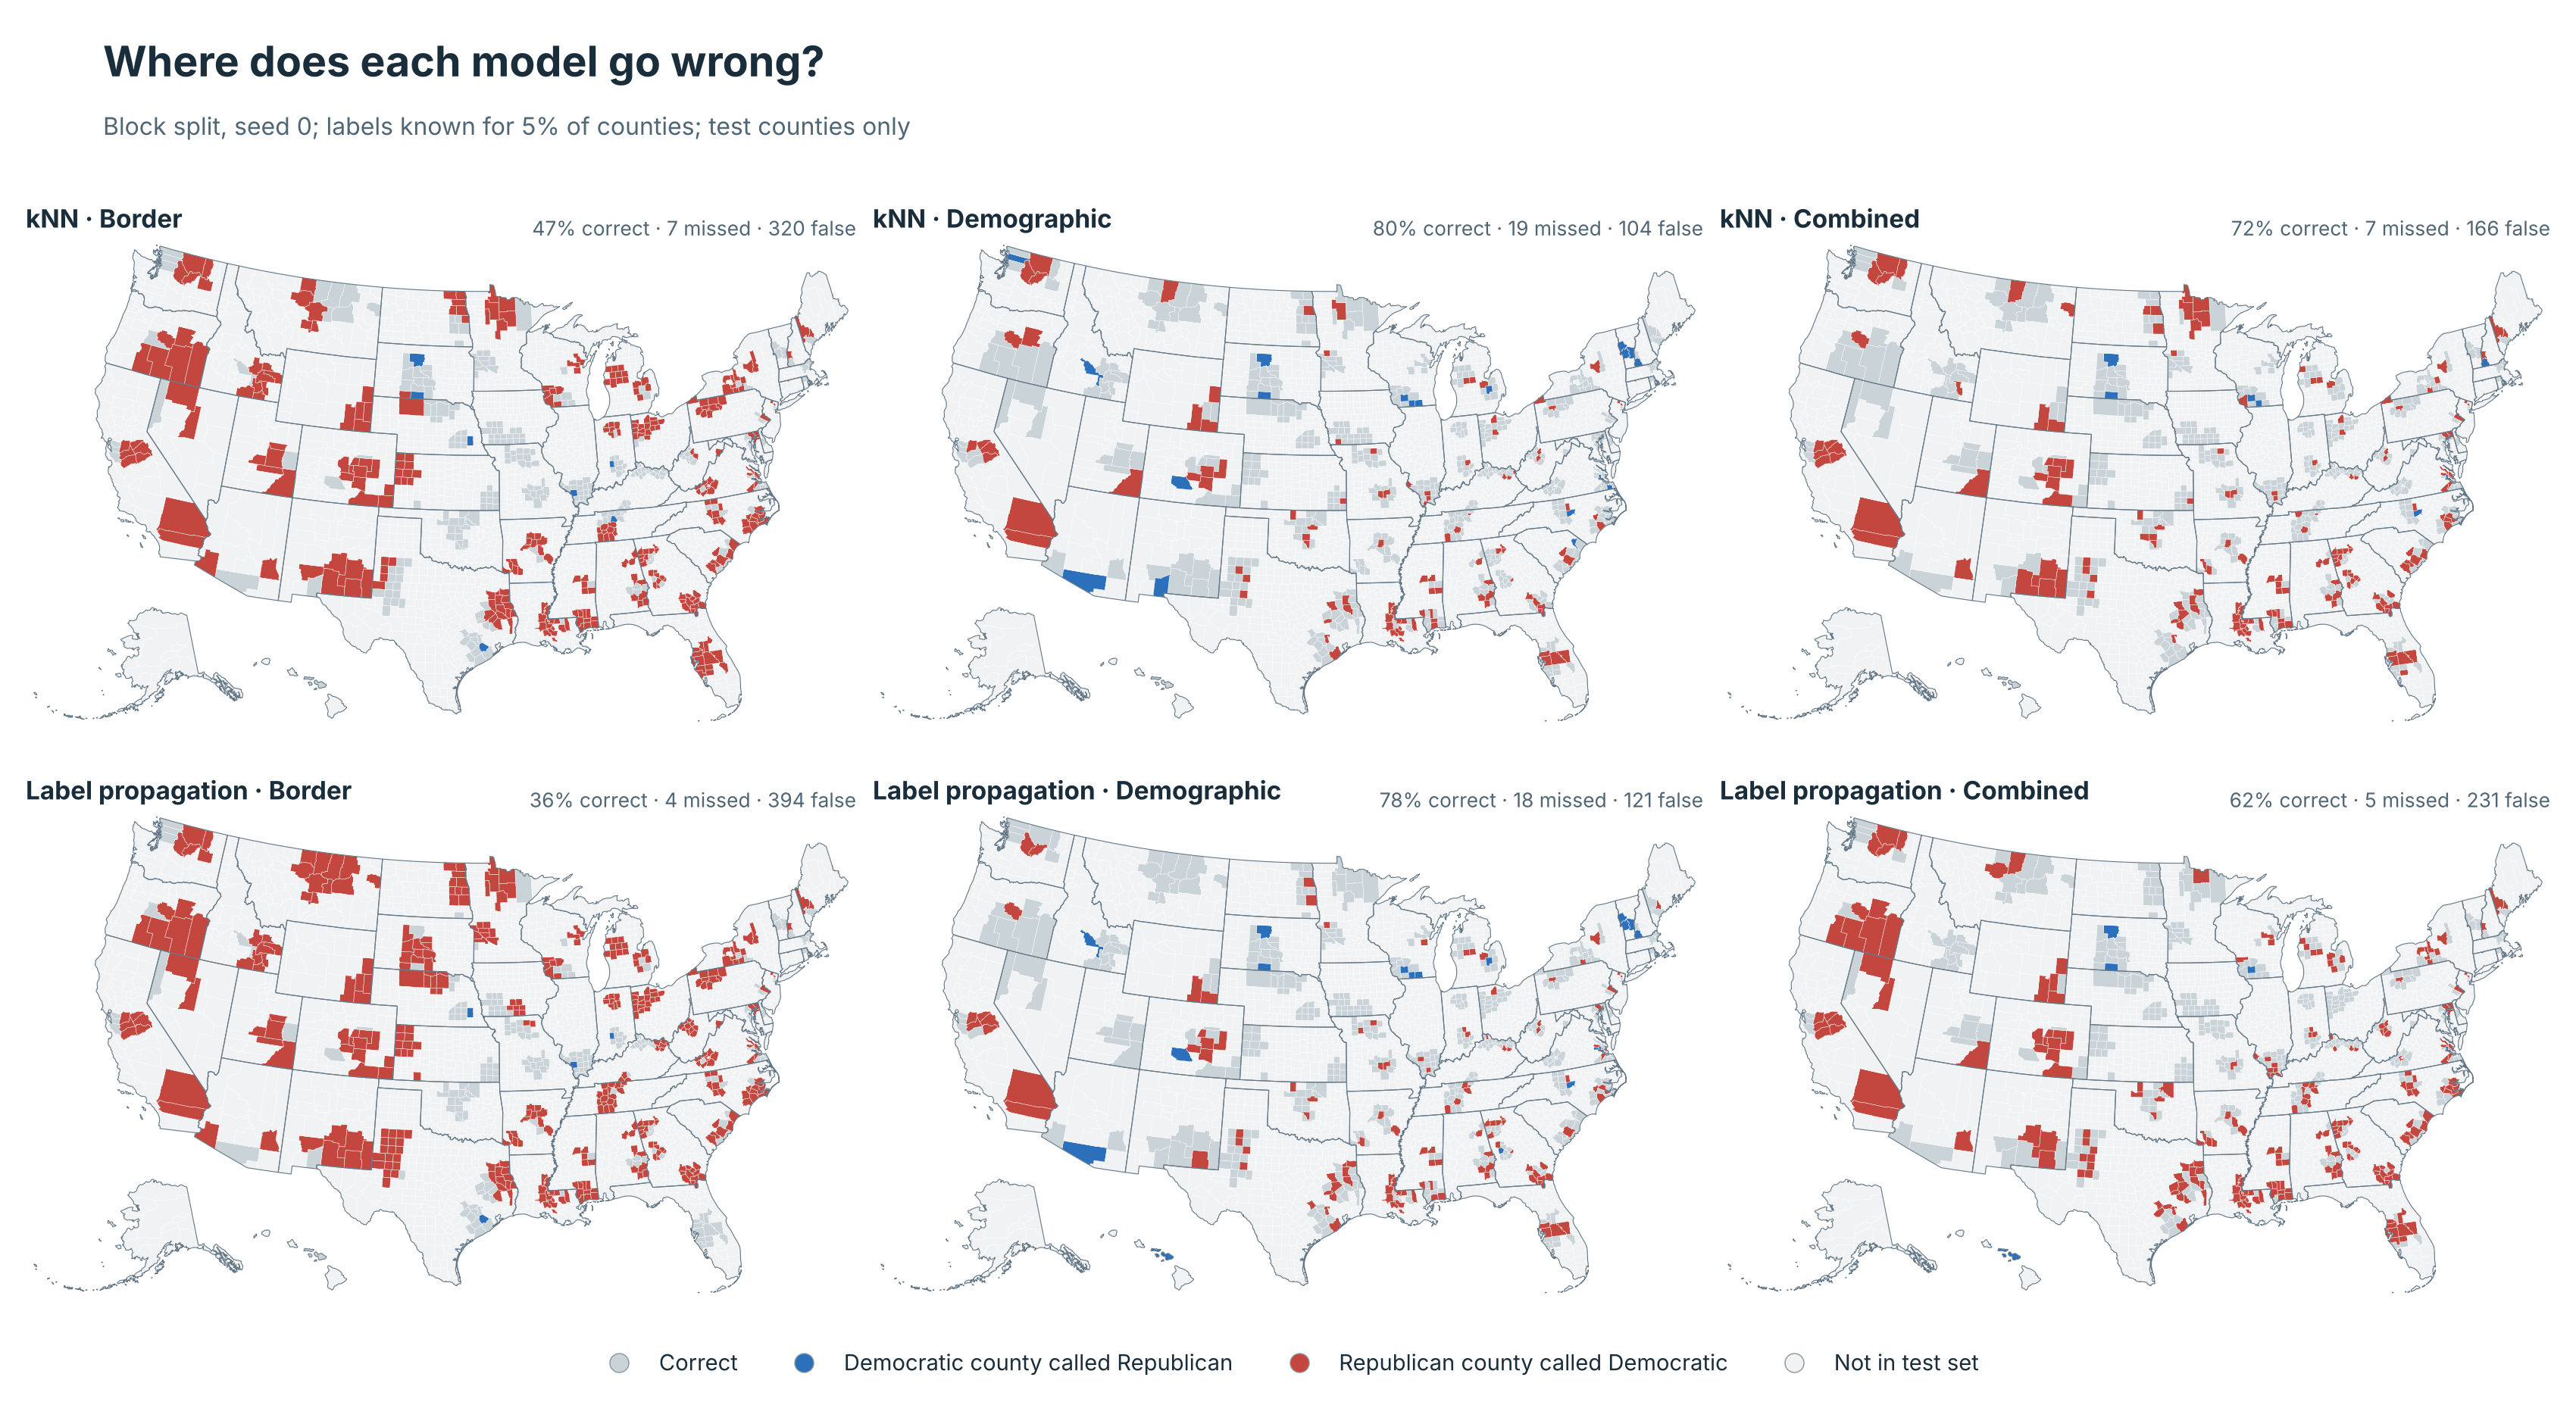 Where does each model go wrong?
Block split, seed 0; labels known for 5% of counties; test counties only
kNN · Border
47% correct · 7 missed · 320 false
kNN · Demographic
80% correct · 19 missed · 104 false
kNN · Combined
72% correct · 7 missed · 166 false
Label propagation · Border
36% correct · 4 missed · 394 false
Label propagation · Demographic
78% correct · 18 missed · 121 false
Label propagation · Combined
62% correct · 5 missed · 231 false
Correct
Democratic county called Republican
Republican county called Democratic
Not in test set